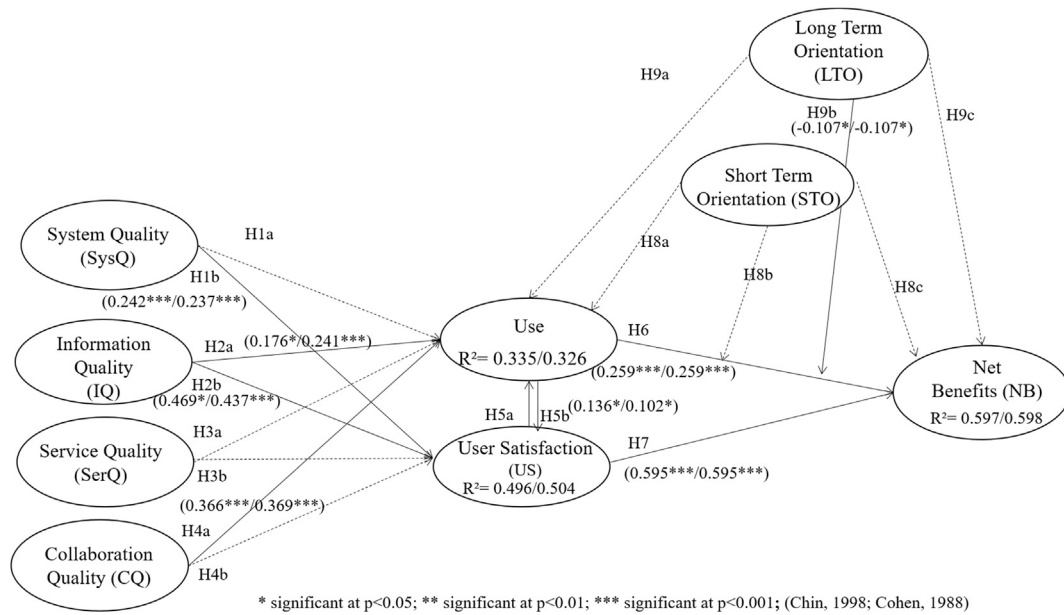 Long Term
Orientation
(LTO)
H9a
H9b
(-0.107*/-0.107*)
H9c
Short Term
Orientation (STO)
H8a
H8b
H8c
System Quality
(SysQ)
H1a
H1b
(0.242***/0.237***)
Information
Quality
(IQ)
H2a
(0.176*/0.241***)
H2b
(0.469*/0.437***)
Service Quality
(SerQ)
H3a
H3b
(0.366***/0.369***)
Collaboration
Quality (CQ)
H4a
H4b
Use
R²= 0.335/0.326
H5a
H5b
(0.136*/0.102*)
User Satisfaction
(US)
R²= 0.496/0.504
H6
(0.259***/0.259***)
H7
(0.595***/0.595***)
Net
Benefits (NB)
R²= 0.597/0.598
* significant at p<0.05; ** significant at p<0.01; *** significant at p<0.001; (Chin, 1998; Cohen, 1988)